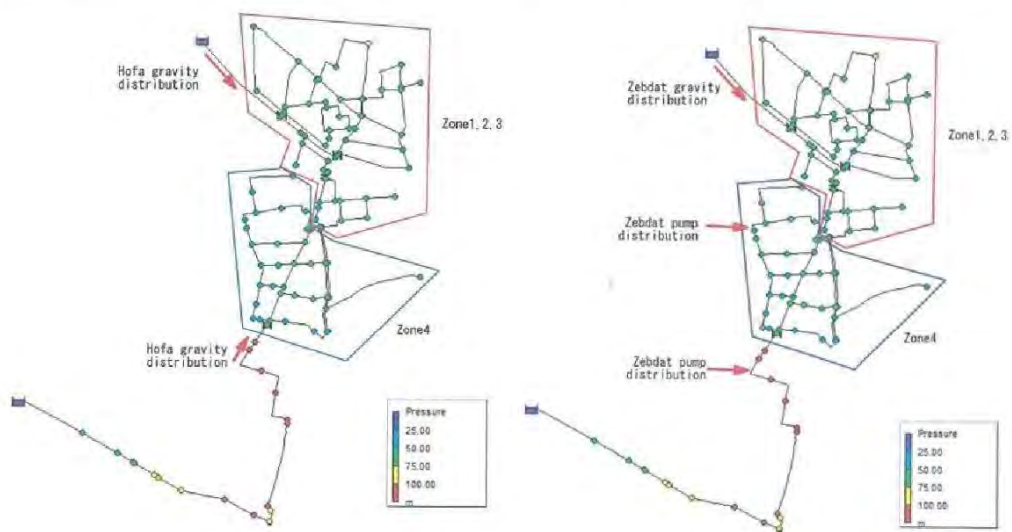 Hofa gravity
distribution
Zone1, 2, 3
Zone4
Hofa gravity
distribution
Pressure
25.00
50.00
75.00
100.00
m
Zebdat gravity
distribution
Zone1, 2, 3
Zebdat pump
distribution
Zone4
Zebdat pump
distribution
Pressure
25.00
50.00
75.00
100.00
m